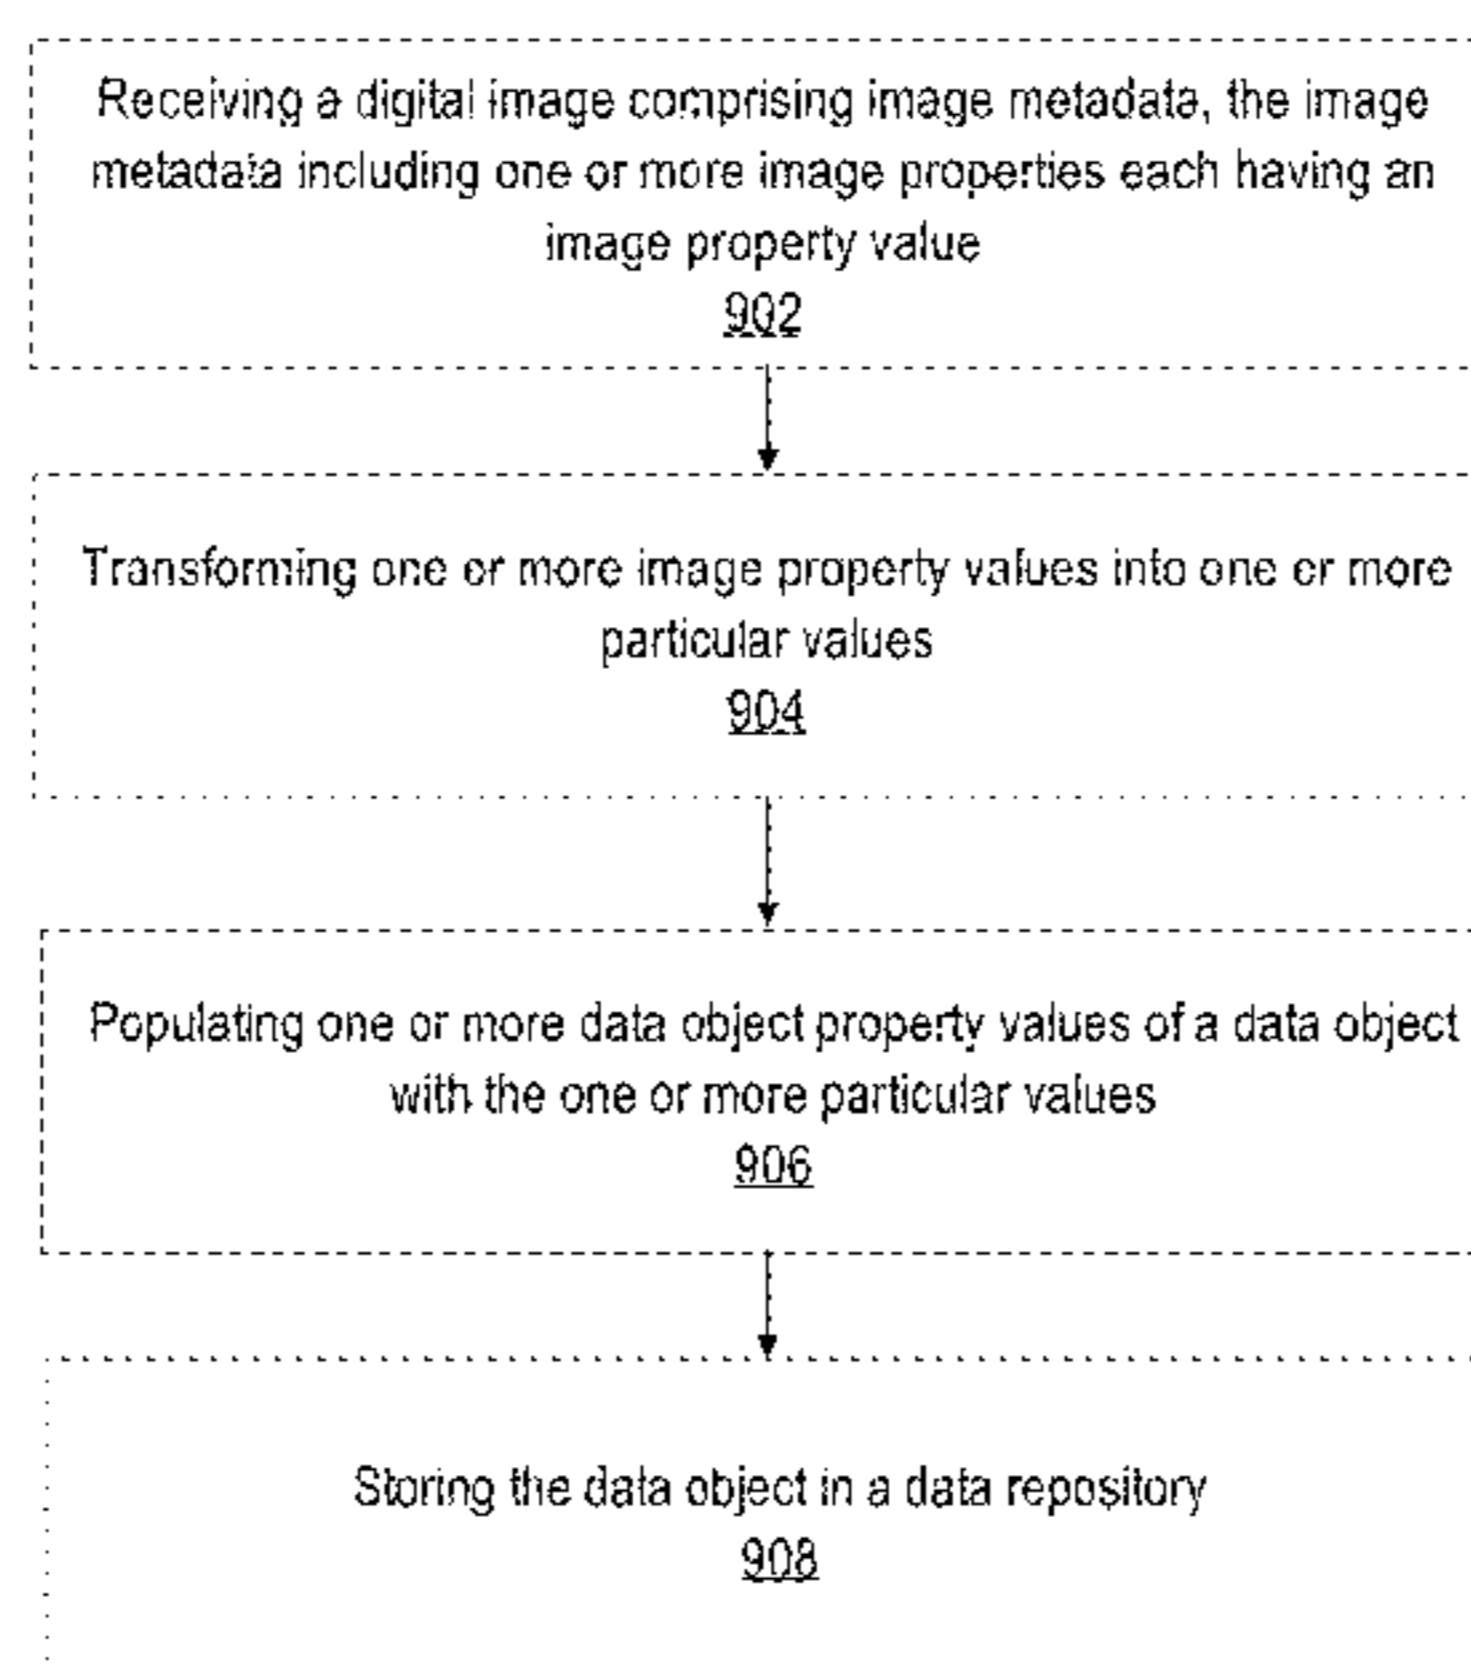 Receiving a digital image comprising image metadata, the image
metadata including one or more image properties each having an
image property value
902
Transforming one or more image property values into one or more
particular values
904
Populating one or more data object property values of a data object
with the one or more particular values
906
Storing the data object in a data repository
908